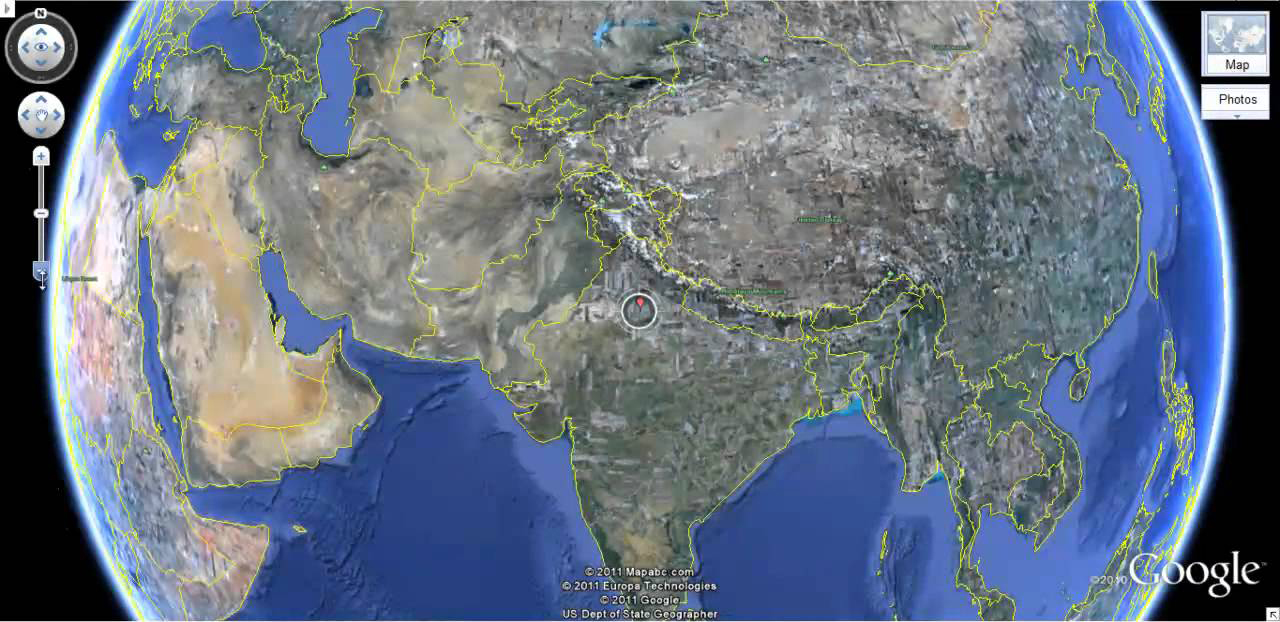 N
Map
Photos
© 2011 Mapabc.com
© 2011 Europa Technologies
© 2011 Google
US Dept of State Geographer
©2010 Google